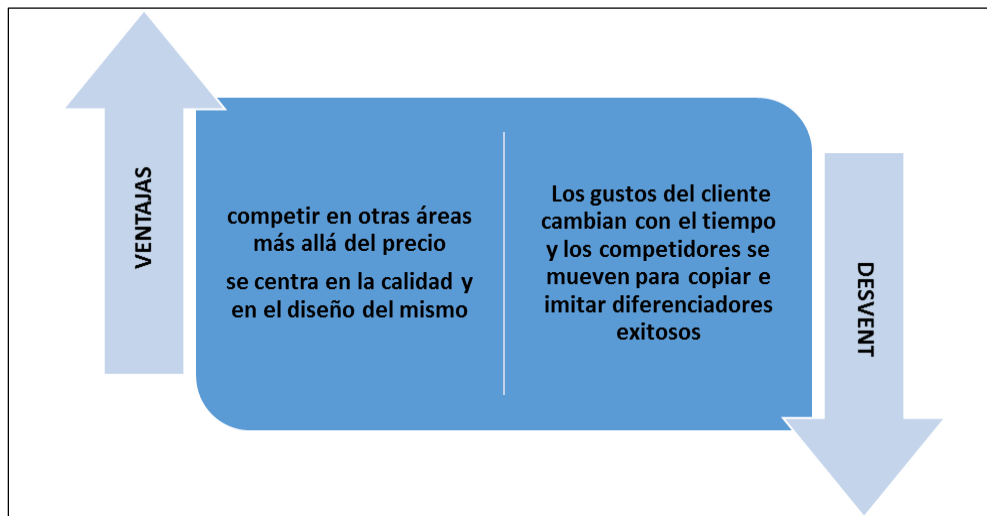 VENTAJAS
competir en otras áreas
más allá del precio
se centra en la calidad y
en el diseño del mismo
Los gustos del cliente
cambian con el tiempo
y los competidores se
mueven para copiar e
imitar diferenciadores
exitosos
DESVENT